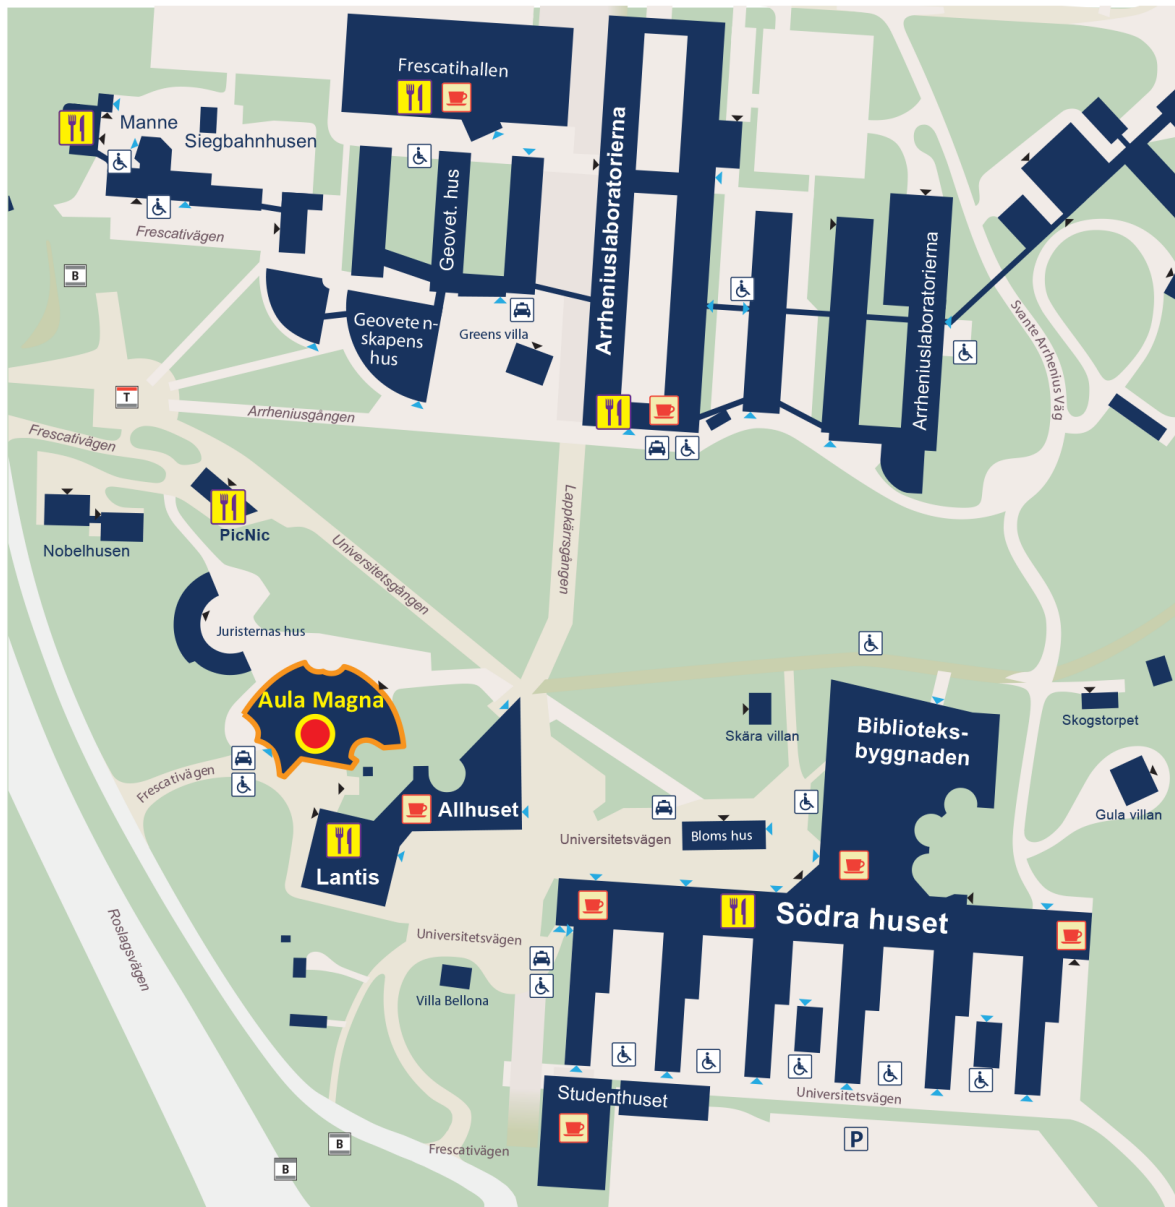 Frescatihallen
Manne
Siegbahnhusen
Frescativägen
B
Geovet. hus
Arrheniuslaboratorierna
Arrheniuslaboratorierna
Geoveten-
skapens
hus
Greens villa
Svante Arrhenius Väg
T
Arrheniusgången
Frescativägen
PicNic
Nobelhusen
Universitetsgången
Lappkärrsgången
Juristernas hus
Aula Magna
Frescativägen
Allhuset
Lantis
Skära villan
Biblioteks-
byggnaden
Skogstorpet
Gula villan
Universitetsvägen
Bloms hus
Södra huset
Roslagsvägen
Universitetsvägen
Villa Bellona
Studenthuset
Universitetsvägen
Frescativägen
B
B
P